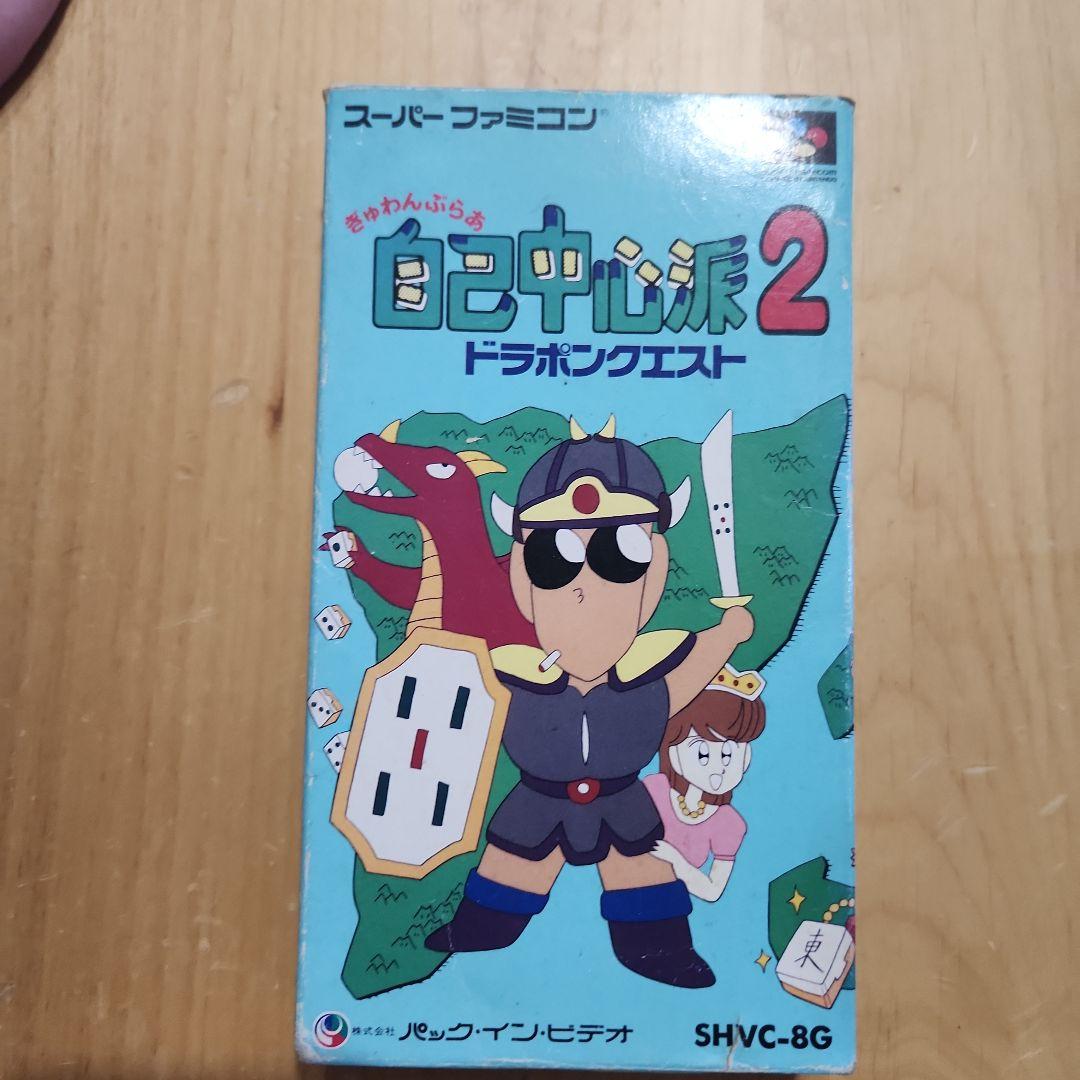 スーパーファミコン®
ぎゅわんぶらあ
自己中心派2
ドラポンクエスト
東
株式会社 パック・イン・ビデオ
SHVC-8G